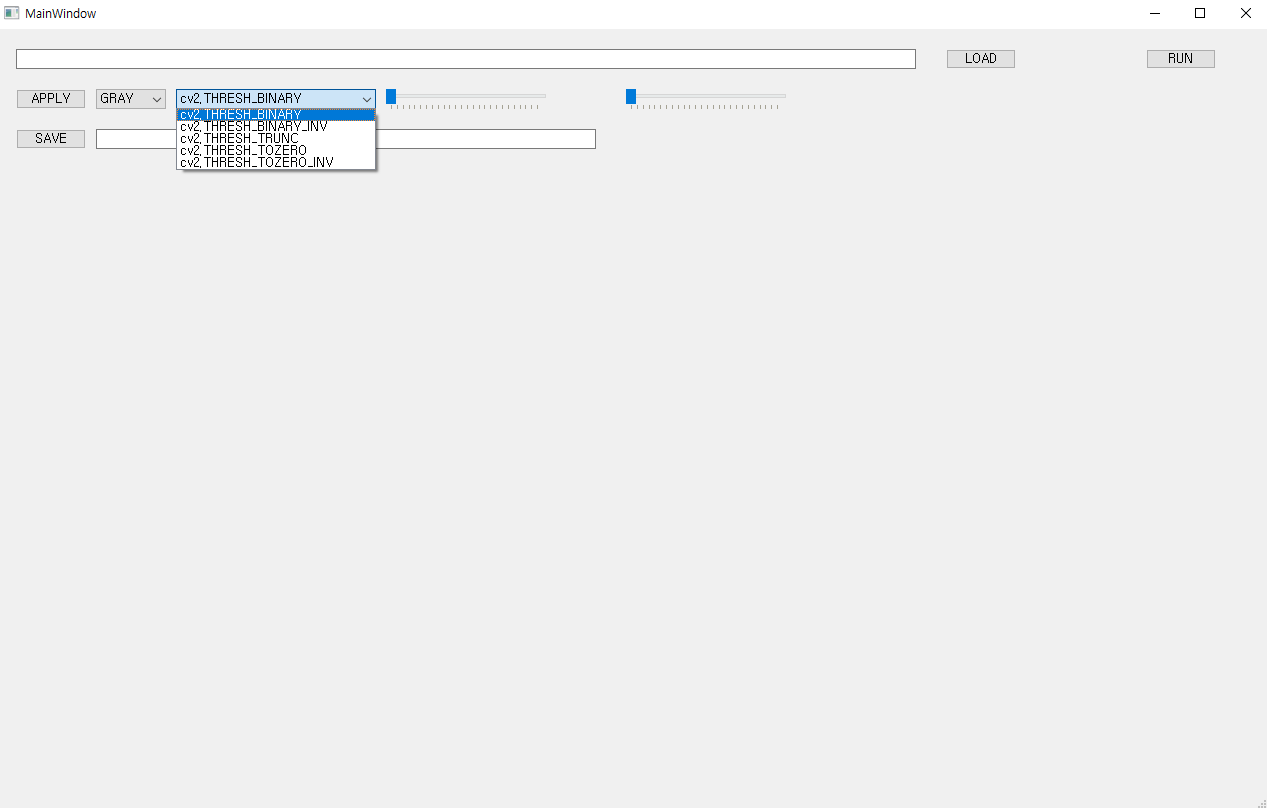 MainWindow
LOAD RUN
APPLY GRAY cv2.THRESH_BINARY
cv2.THRESH_BINARY
cv2.THRESH_BINARY_INV
SAVE cv2.THRESH_TRUNC
cv2.THRESH_TOZERO
cv2.THRESH_TOZERO_INV